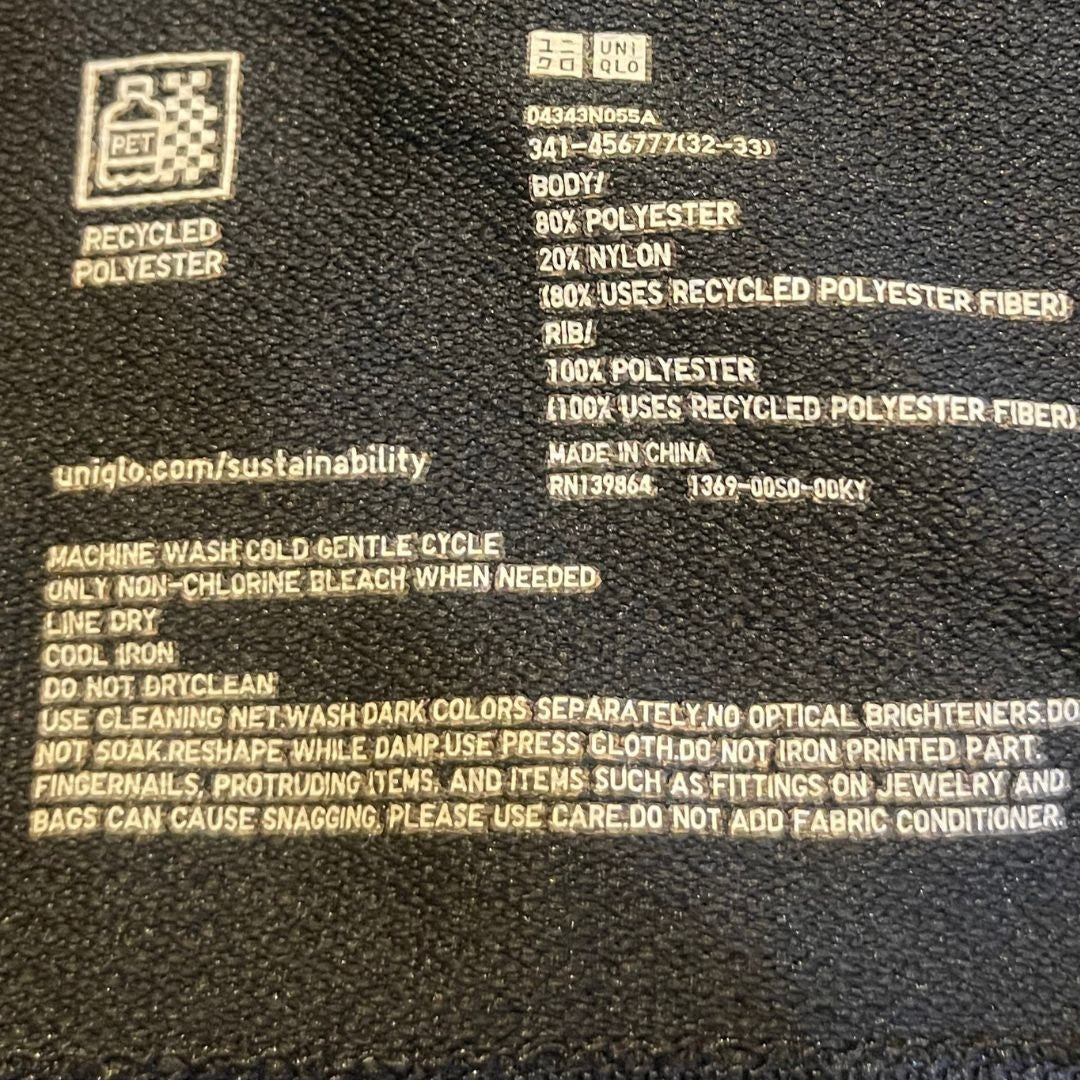 PET
RECYCLED
POLYESTER
ユニ
クロ
UNI
QLO
04343N055A
341-456777(32-33)
BODY/
80% POLYESTER
20% NYLON
(80% USES RECYCLED POLYESTER FIBER)
RIB/
100% POLYESTER
(100% USES RECYCLED POLYESTER FIBER)
MADE IN CHINA
RN139864 1369-00S0-00KY
uniqlo.com/sustainability
MACHINE WASH COLD GENTLE CYCLE
ONLY NON-CHLORINE BLEACH WHEN NEEDED
LINE DRY
COOL IRON
DO NOT DRYCLEAN
USE CLEANING NET.WASH DARK COLORS SEPARATELY.NO OPTICAL BRIGHTENERS.DO
NOT SOAK.RESHAPE WHILE DAMP.USE PRESS CLOTH.DO NOT IRON PRINTED PART.
FINGERNAILS, PROTRUDING ITEMS, AND ITEMS SUCH AS FITTINGS ON JEWELRY AND
BAGS CAN CAUSE SNAGGING, PLEASE USE CARE.DO NOT ADD FABRIC CONDITIONER.